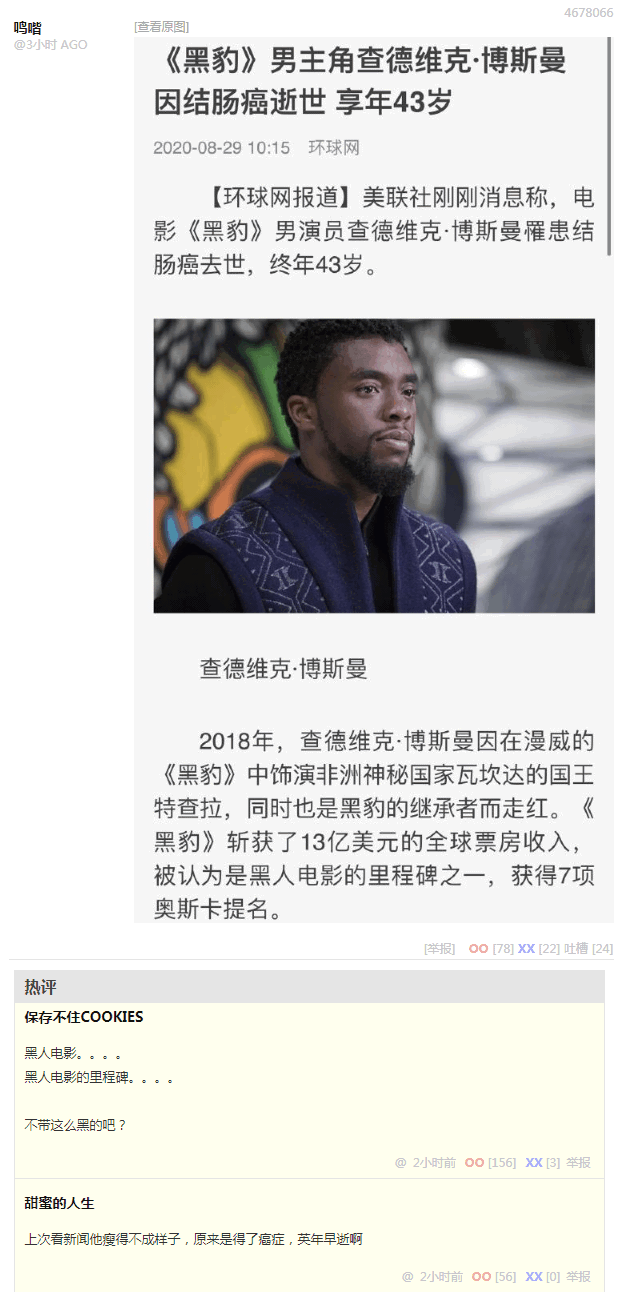 4678066
鸣喈
[查看原图]
@3小时 AGO
《黑豹》男主角查德维克·博斯曼
因结肠癌逝世 享年43岁
2020-08-29 10:15 环球网
【环球网报道】美联社刚刚消息称，电
影《黑豹》男演员查德维克·博斯曼罹患结
肠癌去世，终年43岁。
查德维克·博斯曼
2018年，查德维克·博斯曼因在漫威的
《黑豹》中饰演非洲神秘国家瓦坎达的国王
特查拉，同时也是黑豹的继承者而走红。《
黑豹》斩获了13亿美元的全球票房收入，
被认为是黑人电影的里程碑之一，获得7项
奥斯卡提名。
[举报] OO [78] XX [22] 吐槽 [24]
热评
保存不住COOKIES
黑人电影。。。。
黑人电影的里程碑。。。。
不带这么黑的吧？
@ 2小时前 OO [156] XX [3] 举报
甜蜜的人生
上次看新闻他瘦得不成样子，原来是得了癌症，英年早逝啊
@ 2小时前 OO [56] XX [0] 举报